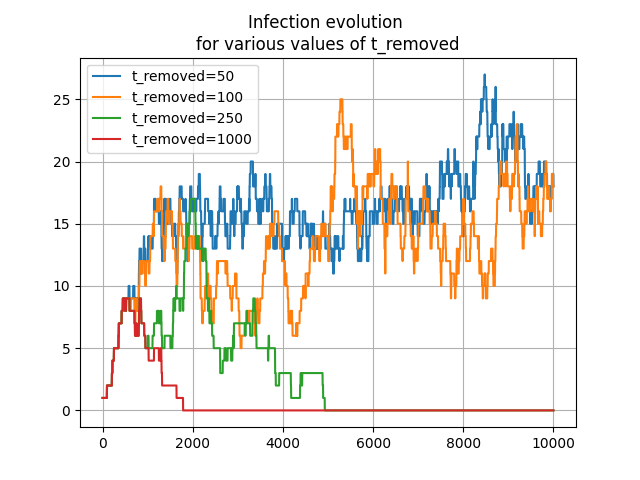 Infection evolution
for various values of t_removed
t_removed=50
t_removed=100
t_removed=250
t_removed=1000
25
20
15
10
5
0
0 2000 4000 6000 8000 10000